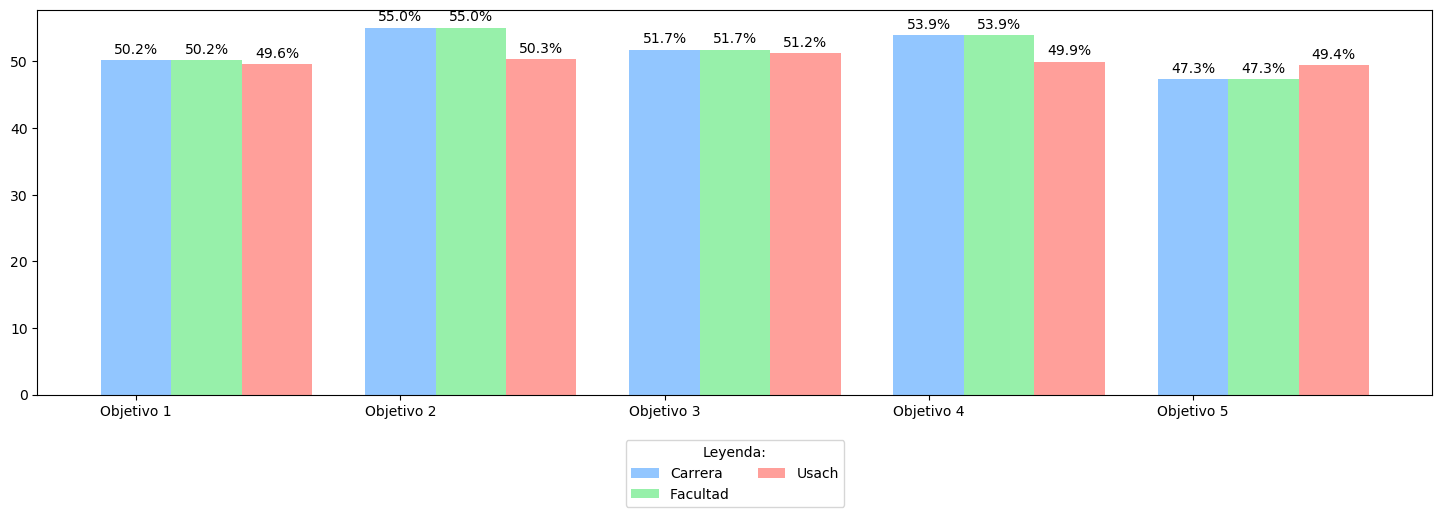 55.0% 55.0%
53.9% 53.9%
51.7% 51.7% 51.2%
50.2% 50.2% 49.6%
50.3%
49.9%
47.3% 47.3% 49.4%
50
40
30
20
10
0
Objetivo 1 Objetivo 2 Objetivo 3 Objetivo 4 Objetivo 5
Leyenda:
Carrera Usach
Facultad